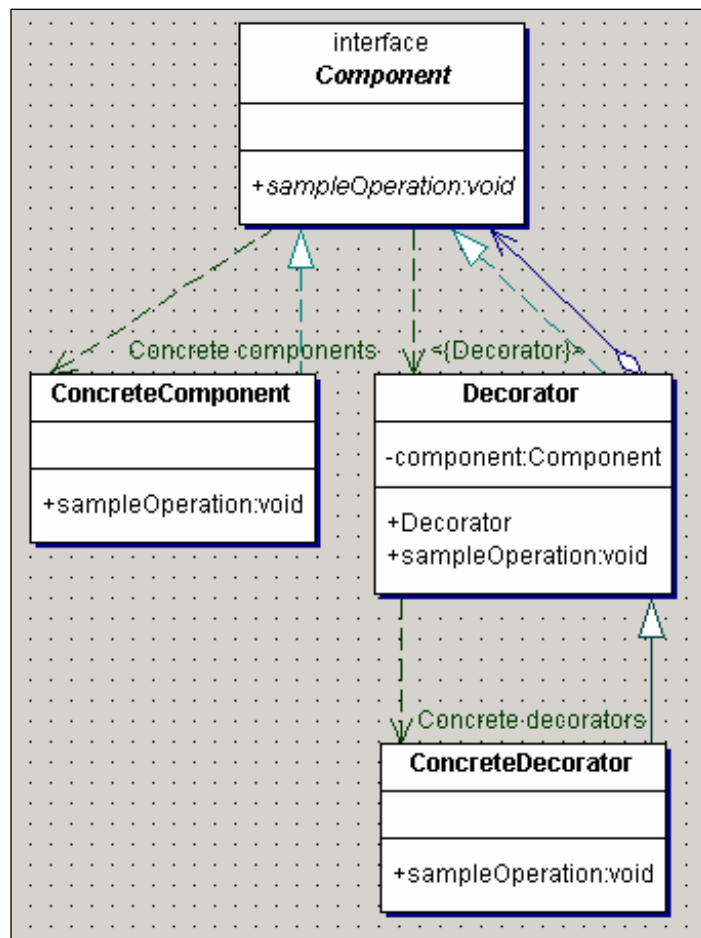 interface
Component
+sampleOperation:void
Concrete components
<{Decorator}>
ConcreteComponent
+sampleOperation:void
Decorator
-component:Component
+Decorator
+sampleOperation:void
Concrete decorators
ConcreteDecorator
+sampleOperation:void